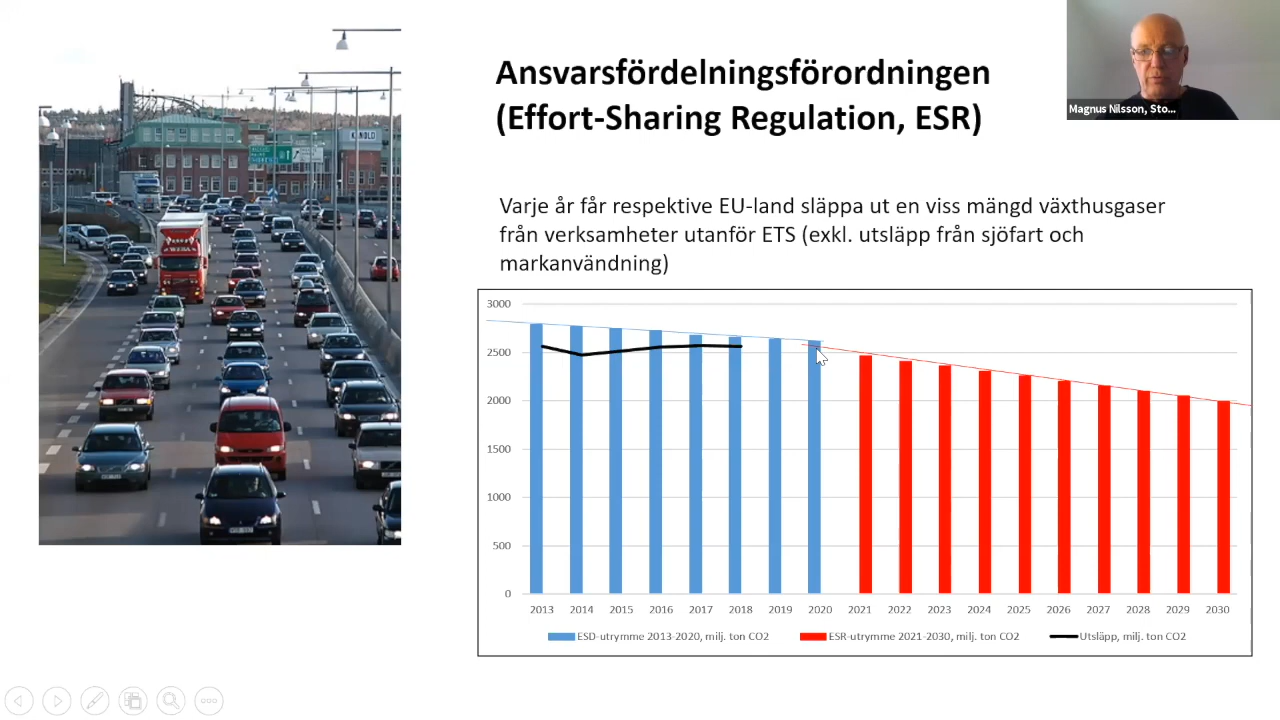 Ansvarsfördelningsförordningen
(Effort-Sharing Regulation, ESR)
Magnus Nilsson, Sto...
Varje år får respektive EU-land släppa ut en viss mängd växthusgaser
från verksamheter utanför ETS (exkl. utsläpp från sjöfart och
markanvändning)
3000
2500
2000
1500
1000
500
0
2013 2014 2015 2016 2017 2018 2019 2020 2021 2022 2023 2024 2025 2026 2027 2028 2029 2030
ESD-utrymme 2013-2020, milj. ton CO2 ESR-utrymme 2021-2030, milj. ton CO2 Utsläpp, milj. ton CO2